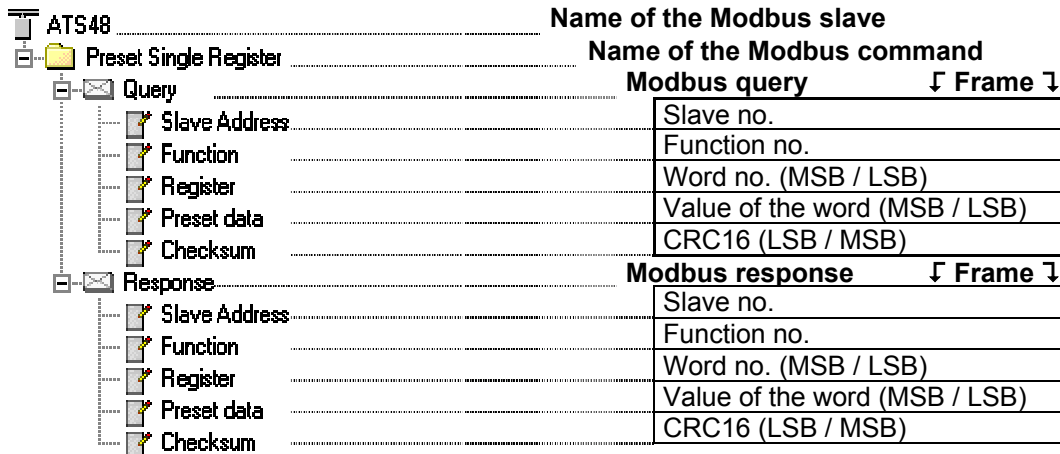 ATS48 Name of the Modbus slave
Preset Single Register Name of the Modbus command
Query Modbus query Frame
Slave Address Slave no.
Function Function no.
Register Word no. (MSB / LSB)
Preset data Value of the word (MSB / LSB)
Checksum CRC16 (LSB / MSB)
Response Modbus response Frame
Slave Address Slave no.
Function Function no.
Register Word no. (MSB / LSB)
Preset data Value of the word (MSB / LSB)
Checksum CRC16 (LSB / MSB)